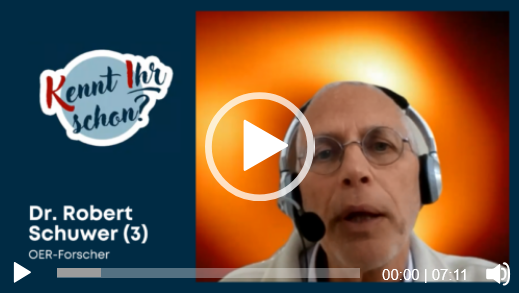 Kennt Ihr
schon?
Dr. Robert
Schuwer (3)
OER-Forscher
00:00 | 07:11